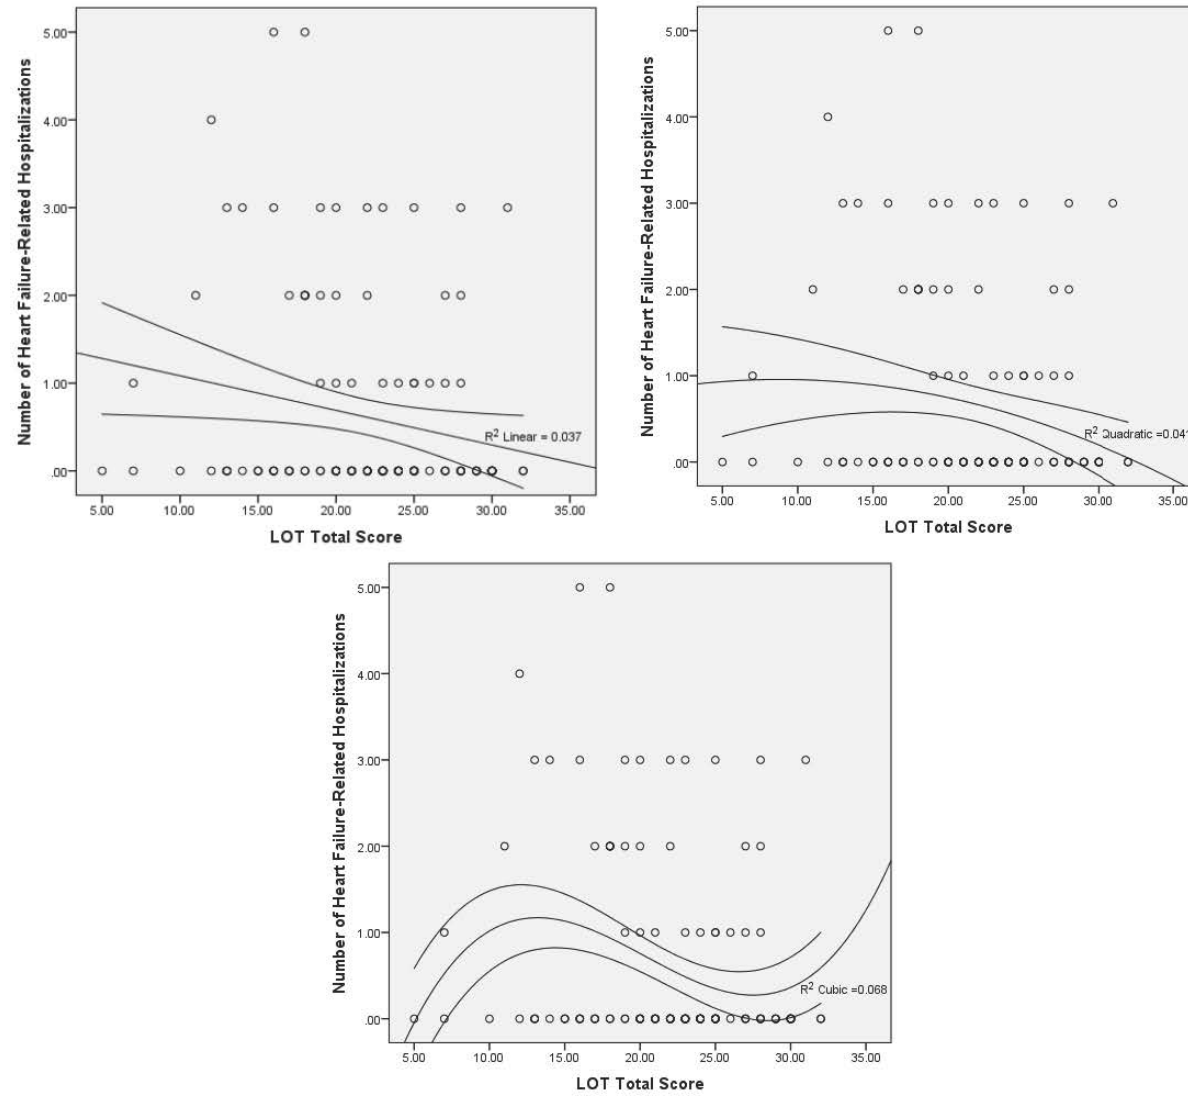 Number of Heart Failure-Related Hospitalizations
5.00
4.00
3.00
2.00
1.00
.00
R² Linear = 0.037
5.00 10.00 15.00 20.00 25.00 30.00 35.00
LOT Total Score
Number of Heart Failure-Related Hospitalizations
5.00
4.00
3.00
2.00
1.00
.00
R² Quadratic =0.041
5.00 10.00 15.00 20.00 25.00 30.00 35.00
LOT Total Score
Number of Heart Failure-Related Hospitalizations
5.00
4.00
3.00
2.00
1.00
.00
R² Cubic =0.068
5.00 10.00 15.00 20.00 25.00 30.00 35.00
LOT Total Score